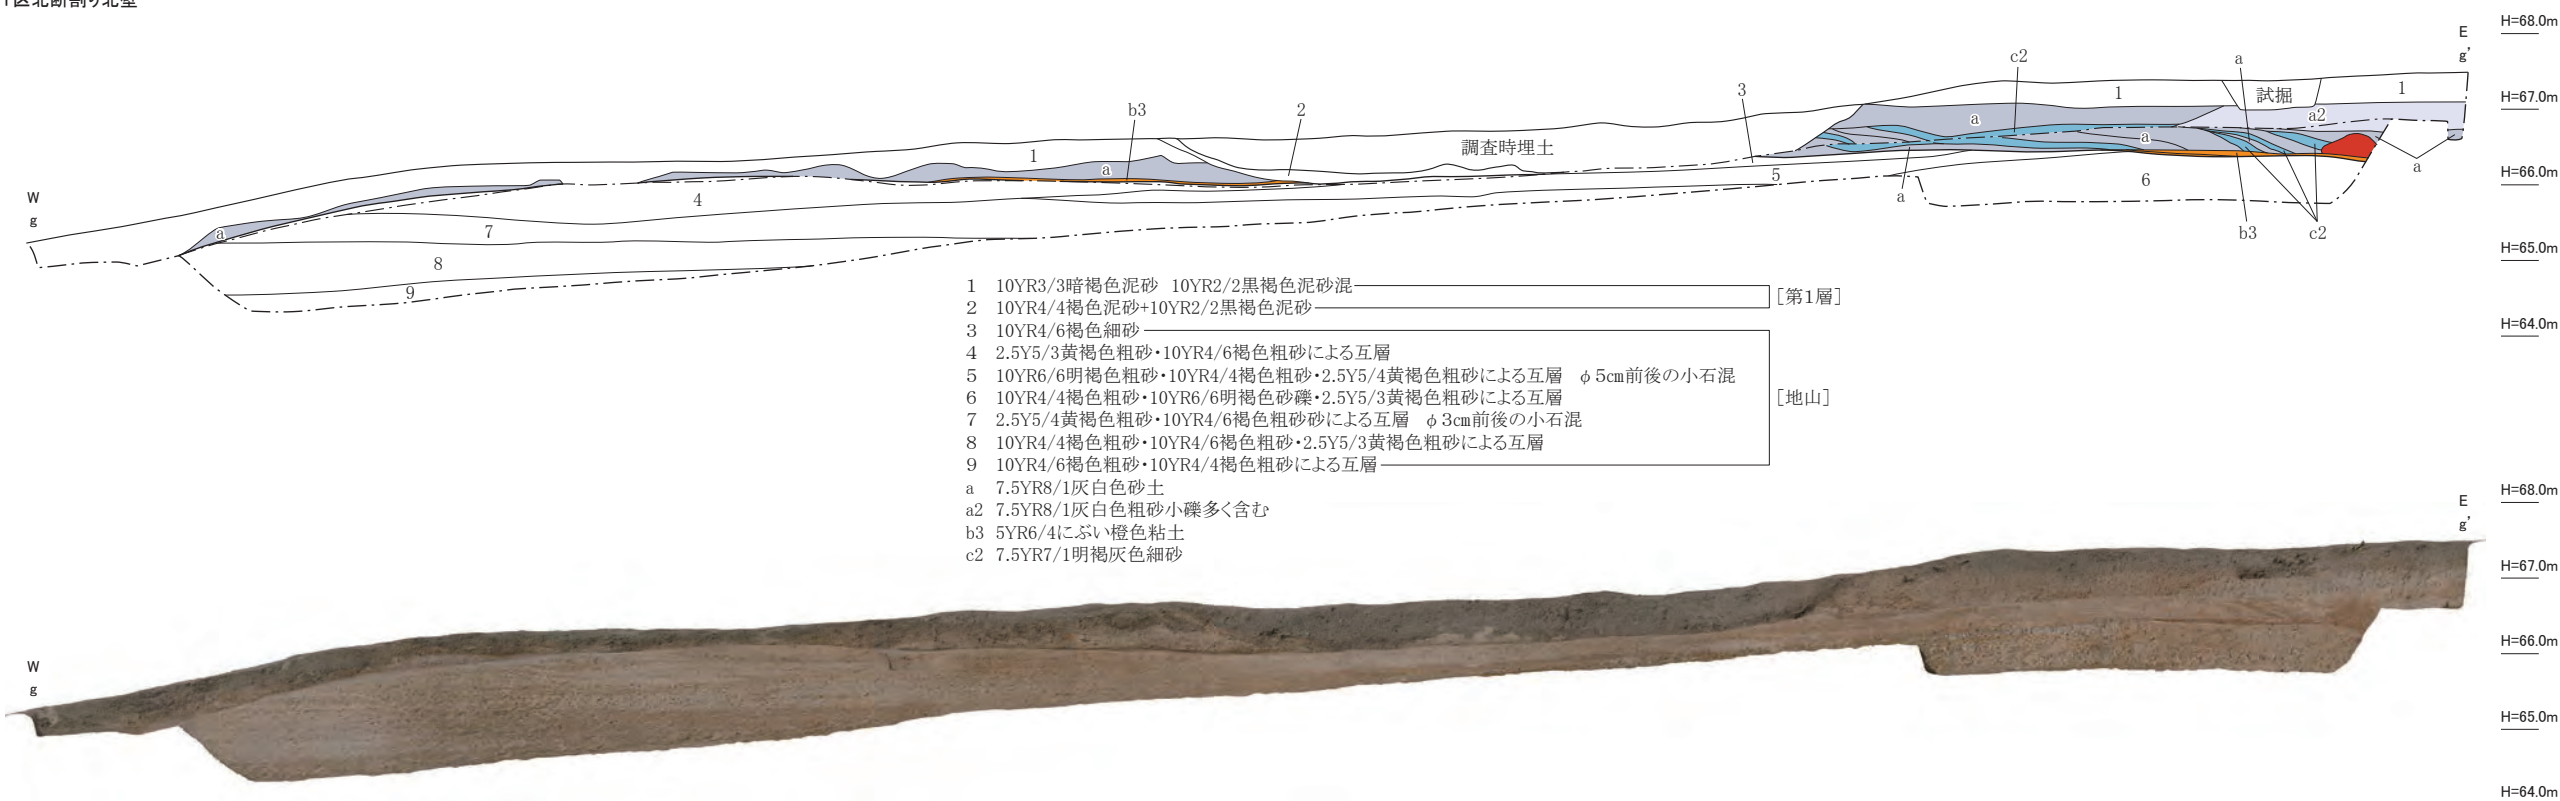 1区北断割り北壁
H=68.0m
E
g'
c2
a
3
1
試掘
1
H=67.0m
b3
2
a
a2
1
調査時埋土
a
a
5
6
a
H=66.0m
W
g
4
a
a
7
b3
c2
H=65.0m
8
9
1 10YR3/3暗褐色泥砂 10YR2/2黒褐色泥砂混
[第1層]
2 10YR4/4褐色泥砂+10YR2/2黒褐色泥砂
3 10YR4/6褐色細砂
H=64.0m
4 2.5Y5/3黄褐色粗砂・10YR4/6褐色粗砂による互層
5 10YR6/6明褐色粗砂・10YR4/4褐色粗砂・2.5Y5/4黄褐色粗砂による互層 φ5㎝前後の小石混
6 10YR4/4褐色粗砂・10YR6/6明褐色砂礫・2.5Y5/3黄褐色粗砂による互層
[地山]
7 2.5Y5/4黄褐色粗砂・10YR4/6褐色粗砂砂による互層 φ3㎝前後の小石混
8 10YR4/4褐色粗砂・10YR4/6褐色粗砂・2.5Y5/3黄褐色粗砂による互層
9 10YR4/6褐色粗砂・10YR4/4褐色粗砂による互層
a 7.5YR8/1灰白色砂土
a2 7.5YR8/1灰白色粗砂小礫多く含む
b3 5YR6/4にぶい橙色粘土
c2 7.5YR7/1明褐灰色細砂
H=68.0m
E
g'
H=67.0m
H=66.0m
W
g
H=65.0m
H=64.0m